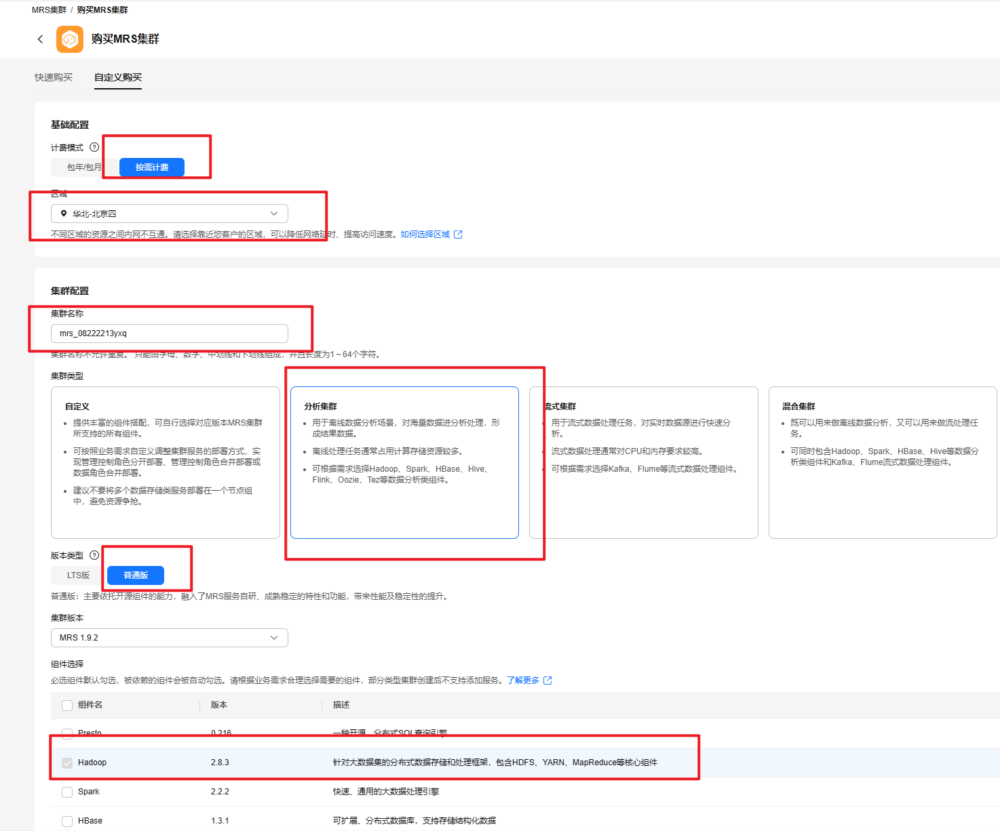 MRS集群 / 购买MRS集群
购买MRS集群
快速购买 自定义购买
基础配置
计费模式
包年/包月 按需计费
区域
华北-北京四
不同区域的资源之间内网不互通。请选择靠近您客户的区域，可以降低网络延时、提高访问速度。如何选择区域
集群配置
集群名称
mrs_08222213yxq
集群名称不允许重复。 只能由字母、数字、中划线和下划线组成，并且长度为1～64个字符。
集群类型
自定义
提供丰富的组件搭配，可自行选择对应版本MRS集群
所支持的所有组件。
可按照业务需求自定义调整集群服务的部署方式，实
现管理控制角色分开部署、管理控制角色合并部署或
数据角色合并部署。
建议不要将多个数据存储类服务部署在一个节点组
中，避免资源争抢。
分析集群
用于离线数据分析场景，对海量数据进分析处理，形
成结果数据。
离线处理任务通常占用计算存储资源较多。
可根据需求选择Hadoop、Spark、HBase、Hive、
Flink、Oozie、Tez等数据分析类组件。
流式集群
用于流式数据处理任务，对实时数据源进行快速分
析。
流式数据处理通常对CPU和内存要求较高。
可根据需求选择Kafka、Flume等流式数据处理组件。
混合集群
既可以用来做离线数据分析，又可以用来做流处理任
务。
可同时包含Hadoop、Spark、HBase、Hive等数据分
析类组件和Kafka、Flume流式数据处理组件。
版本类型
LTS版 普通版
普通版：主要依托开源组件的能力，融入了MRS服务自研、成熟稳定的特性和功能，带来性能及稳定性的提升。
集群版本
MRS 1.9.2
组件选择
必选组件默认勾选，被依赖的组件会被自动勾选。请根据业务需求合理选择需要的组件，部分类型集群创建后不支持添加服务。了解更多
组件名 版本 描述
Presto 0.216 一种开源、分布式SQL查询引擎
Hadoop 2.8.3 针对大数据集的分布式数据存储和处理框架，包含HDFS、YARN、MapReduce等核心组件
Spark 2.2.2 快速、通用的大数据处理引擎
HBase 1.3.1 可扩展、分布式数据库，支持存储结构化数据